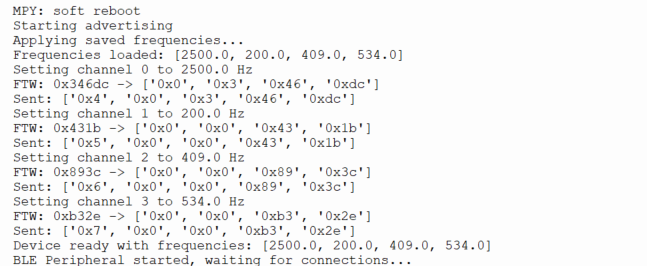 MPY: soft reboot
Starting advertising
Applying saved frequencies...
Frequencies loaded: [2500.0, 200.0, 409.0, 534.0]
Setting channel 0 to 2500.0 Hz
FTW: 0x346dc -> ['0x0', '0x3', '0x46', '0xdc']
Sent: ['0x4', '0x0', '0x3', '0x46', '0xdc']
Setting channel 1 to 200.0 Hz
FTW: 0x431b -> ['0x0', '0x0', '0x43', '0x1b']
Sent: ['0x5', '0x0', '0x0', '0x43', '0x1b']
Setting channel 2 to 409.0 Hz
FTW: 0x893c -> ['0x0', '0x0', '0x89', '0x3c']
Sent: ['0x6', '0x0', '0x0', '0x89', '0x3c']
Setting channel 3 to 534.0 Hz
FTW: 0xb32e -> ['0x0', '0x0', '0xb3', '0x2e']
Sent: ['0x7', '0x0', '0x0', '0xb3', '0x2e']
Device ready with frequencies: [2500.0, 200.0, 409.0, 534.0]
BLE Peripheral started, waiting for connections...